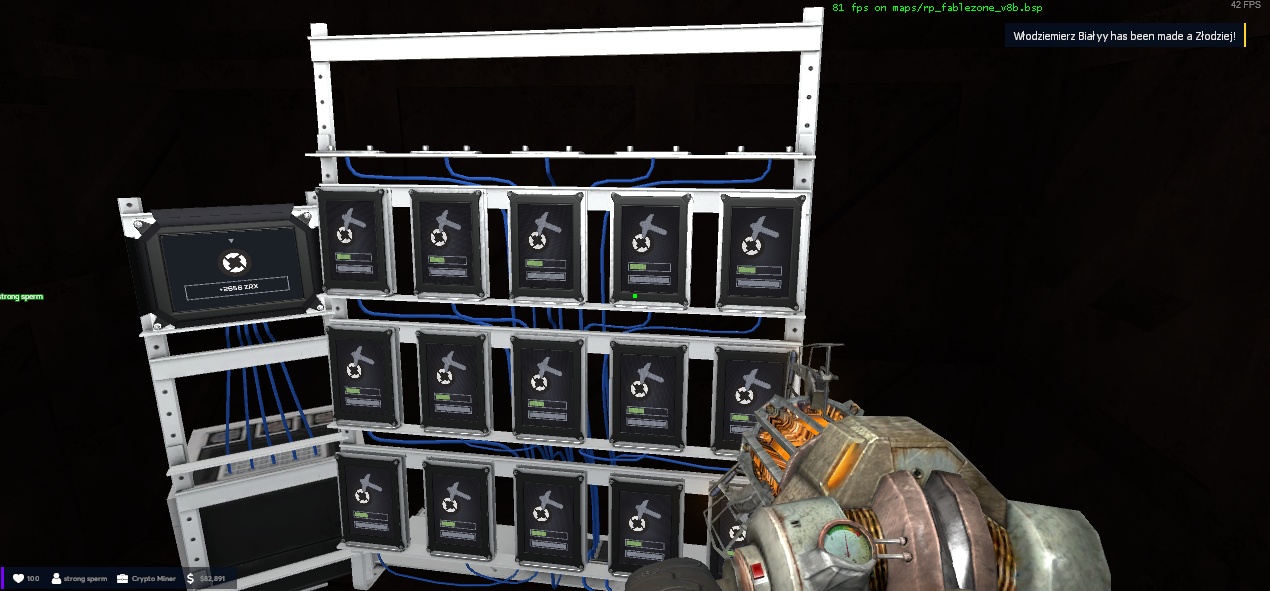 81 fps on maps/rp_fablezone_v8b.bsp
42 FPS
Włodziemierz Białyy has been made a Złodziej!
+2656 ZRX
strong sperm
100
strong sperm
Crypto Miner
$
$82,891